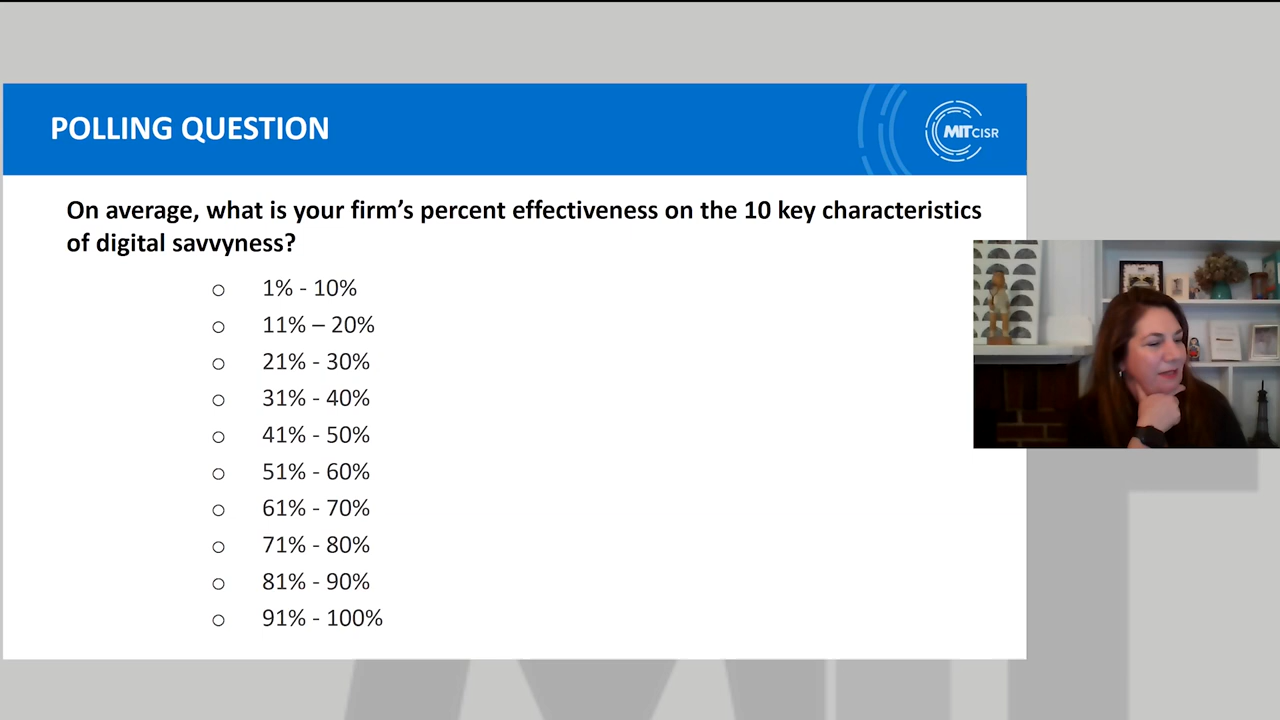 POLLING QUESTION
MIT CISR
On average, what is your firm’s percent effectiveness on the 10 key characteristics
of digital savvyness?
1% - 10%
11% – 20%
21% - 30%
31% - 40%
41% - 50%
51% - 60%
61% - 70%
71% - 80%
81% - 90%
91% - 100%